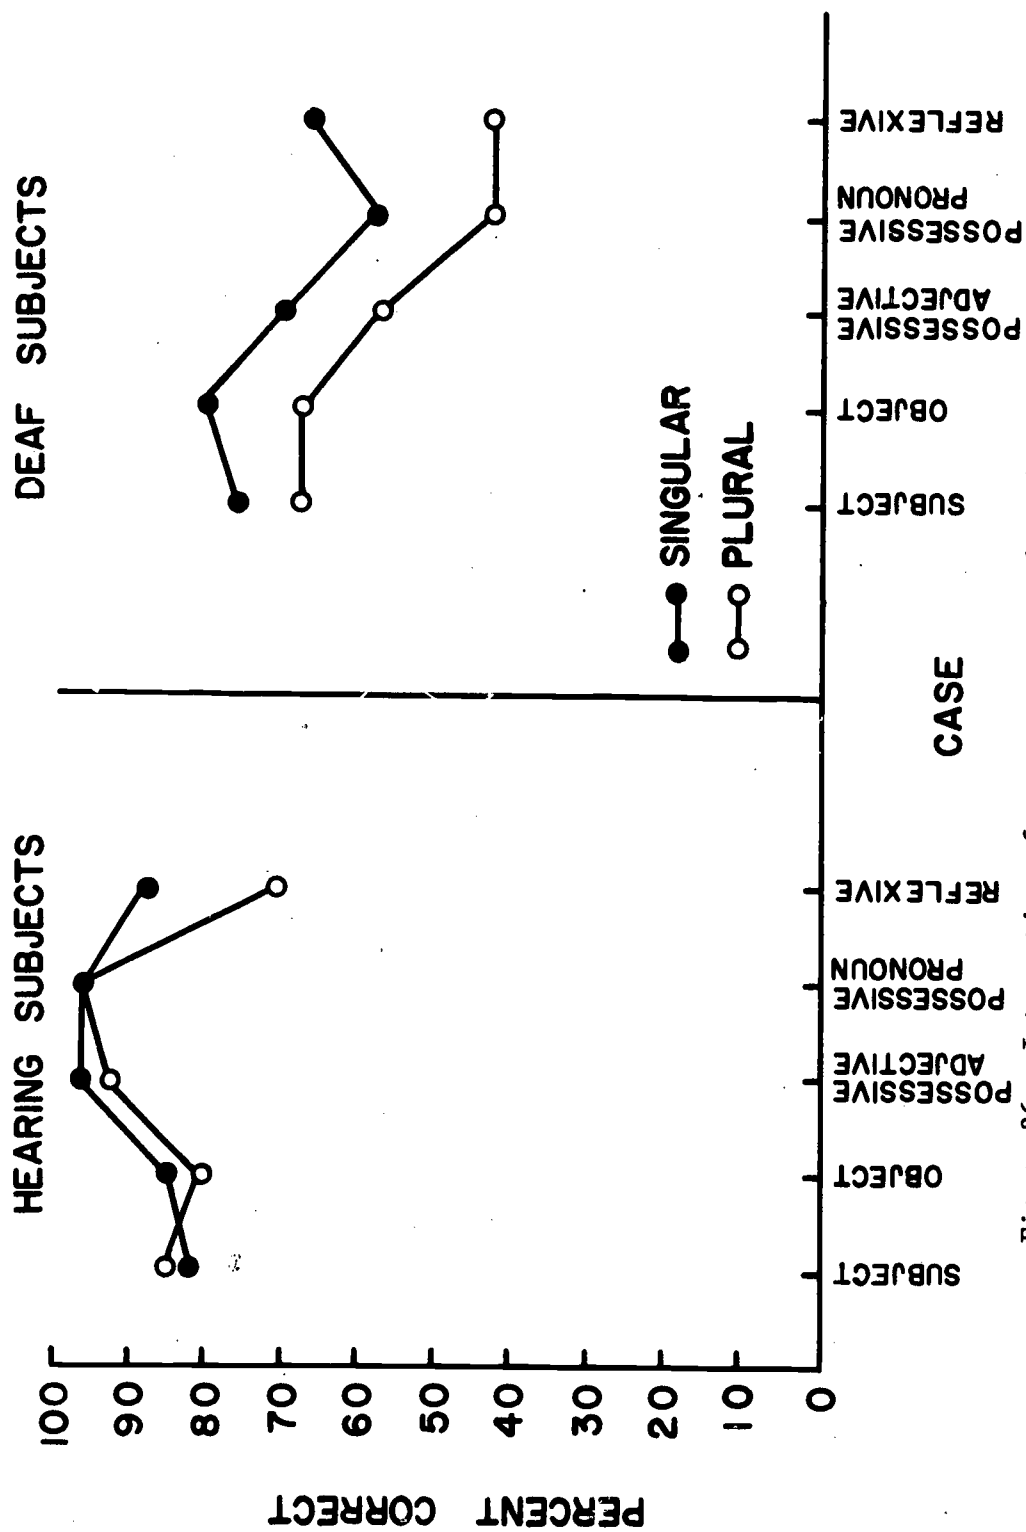 HEARING SUBJECTS
DEAF SUBJECTS
PERCENT CORRECT
100
90
80
70
60
50
40
30
20
10
0
SINGULAR
PLURAL
SUBJECT
OBJECT
POSSESSIVE
ADJECTIVE
POSSESSIVE
PRONOUN
REFLEXIVE
SUBJECT
OBJECT
POSSESSIVE
ADJECTIVE
POSSESSIVE
PRONOUN
REFLEXIVE
CASE